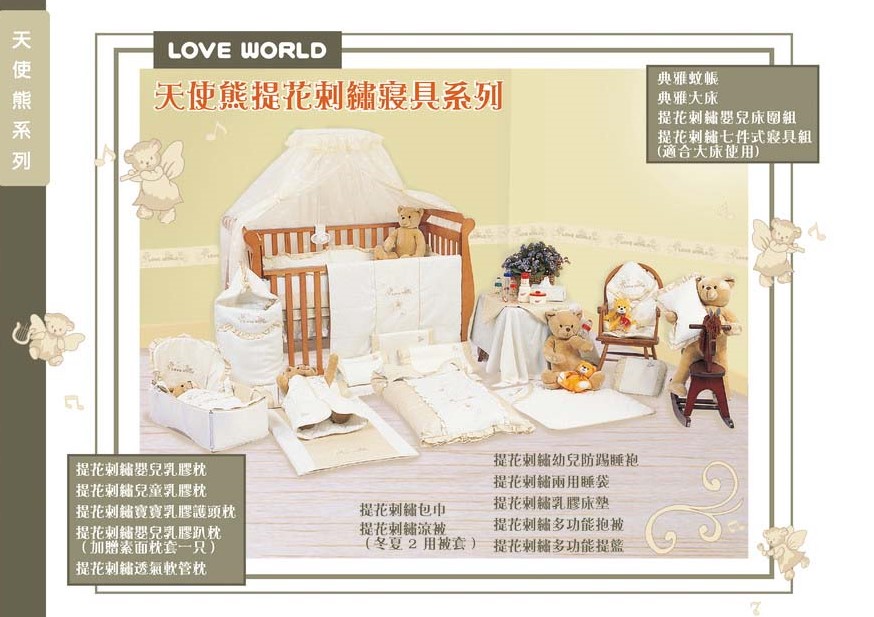 天使熊系列
LOVE WORLD
天使熊提花刺繡寢具系列
典雅蚊帳
典雅大床
提花刺繡嬰兒床圍組
提花刺繡七件式寢具組
(適合大床使用)
提花刺繡嬰兒乳膠枕
提花刺繡兒童乳膠枕
提花刺繡寶寶乳膠護頭枕
提花刺繡嬰兒乳膠趴枕
(加贈素面枕套一只)
提花刺繡透氣軟管枕
提花刺繡包巾
提花刺繡涼被
(冬夏 2 用被套)
提花刺繡幼兒防踢睡袍
提花刺繡兩用睡袋
提花刺繡乳膠床墊
提花刺繡多功能抱被
提花刺繡多功能提籃
7